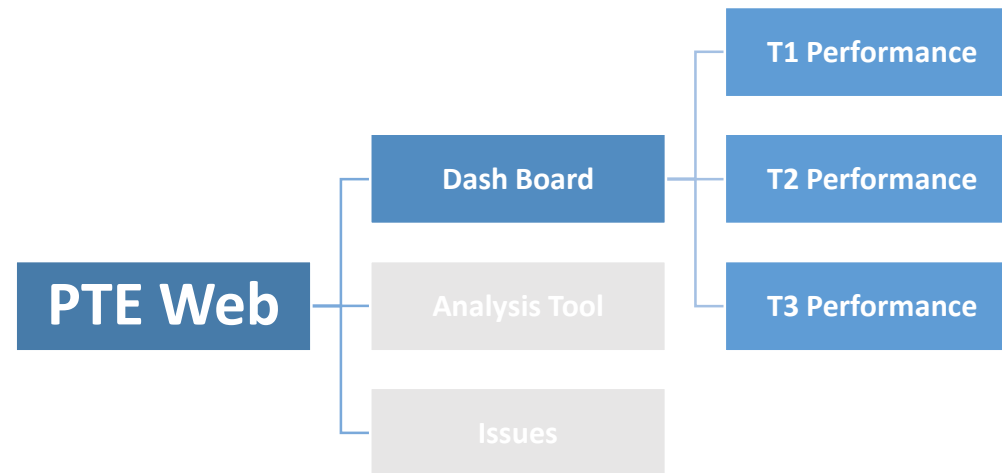 PTE Web
Dash Board
Analysis Tool
Issues
T1 Performance
T2 Performance
T3 Performance